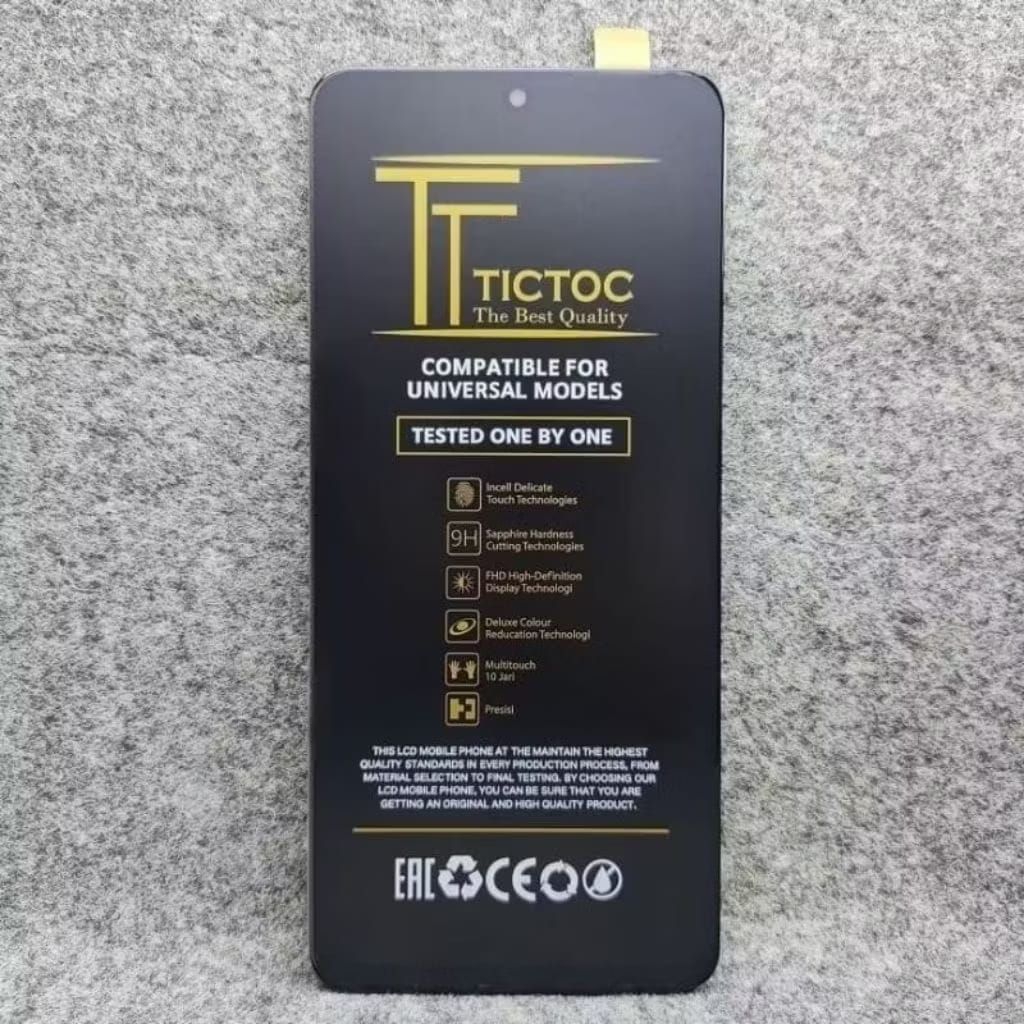 TT
TICTOC
The Best Quality
COMPATIBLE FOR
UNIVERSAL MODELS
TESTED ONE BY ONE
Incell Delicate
Touch Technologies
9H
Sapphire Hardness
Cutting Technologies
FHD High-Definition
Display Technologi
Deluxe Colour
Reducation Technologi
Multitouch
10 Jari
Presisi
THIS LCD MOBILE PHONE AT THE MAINTAIN THE HIGHEST
QUALITY STANDARDS IN EVERY PRODUCTION PROCESS, FROM
MATERIAL SELECTION TO FINAL TESTING. BY CHOOSING OUR
LCD MOBILE PHONE, YOU CAN BE SURE THAT YOU ARE
GETTING AN ORIGINAL AND HIGH QUALITY PRODUCT.
EAC CE